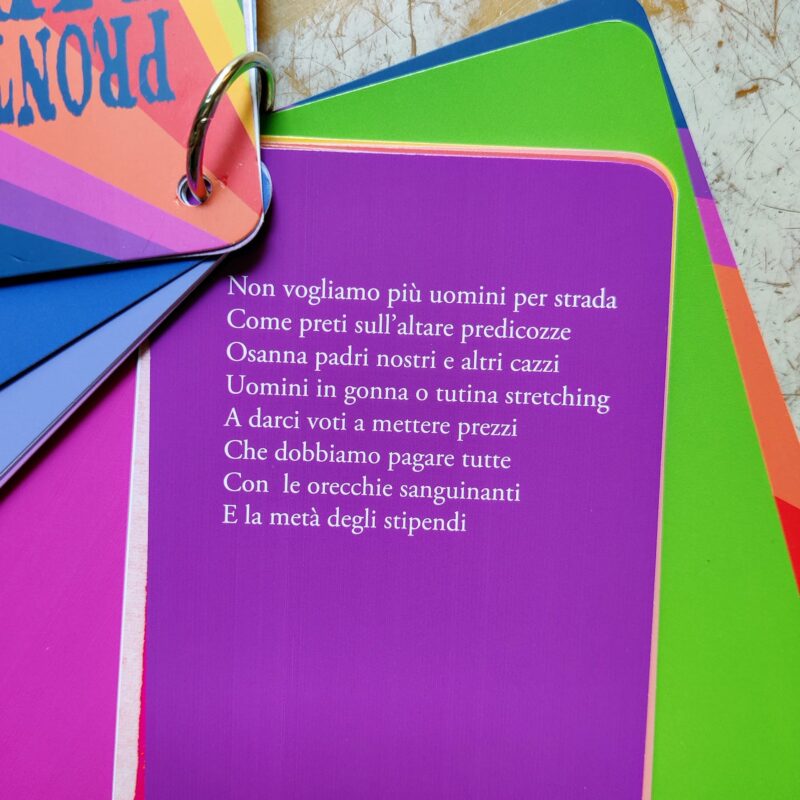 PRONT
Non vogliamo più uomini per strada
Come preti sull'altare predicozze
Osanna padri nostri e altri cazzi
Uomini in gonna o tutina stretching
A darci voti a mettere prezzi
Che dobbiamo pagare tutte
Con  le orecchie sanguinanti
E la metà degli stipendi